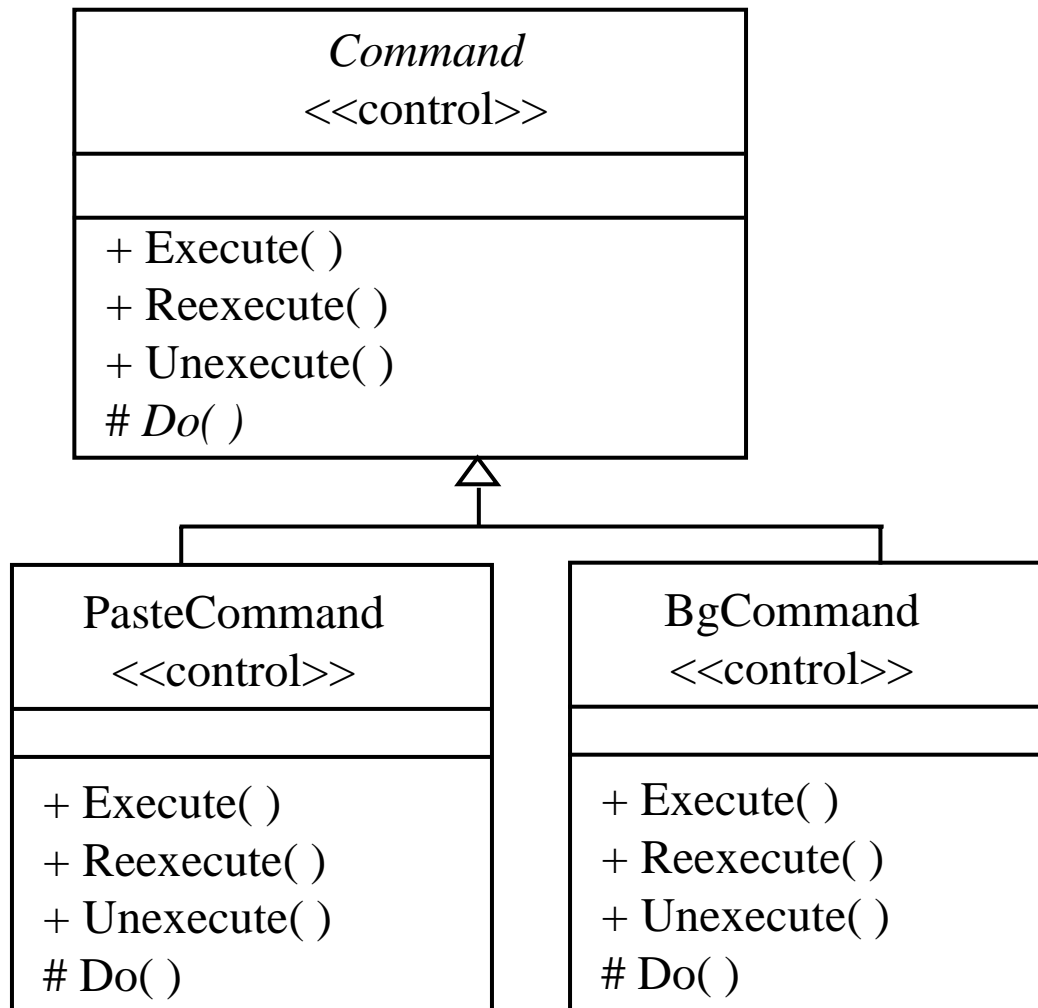 Command
<<control>>
+ Execute( )
+ Reexecute( )
+ Unexecute( )
# Do( )
PasteCommand
<<control>>
+ Execute( )
+ Reexecute( )
+ Unexecute( )
# Do( )
BgCommand
<<control>>
+ Execute( )
+ Reexecute( )
+ Unexecute( )
# Do( )